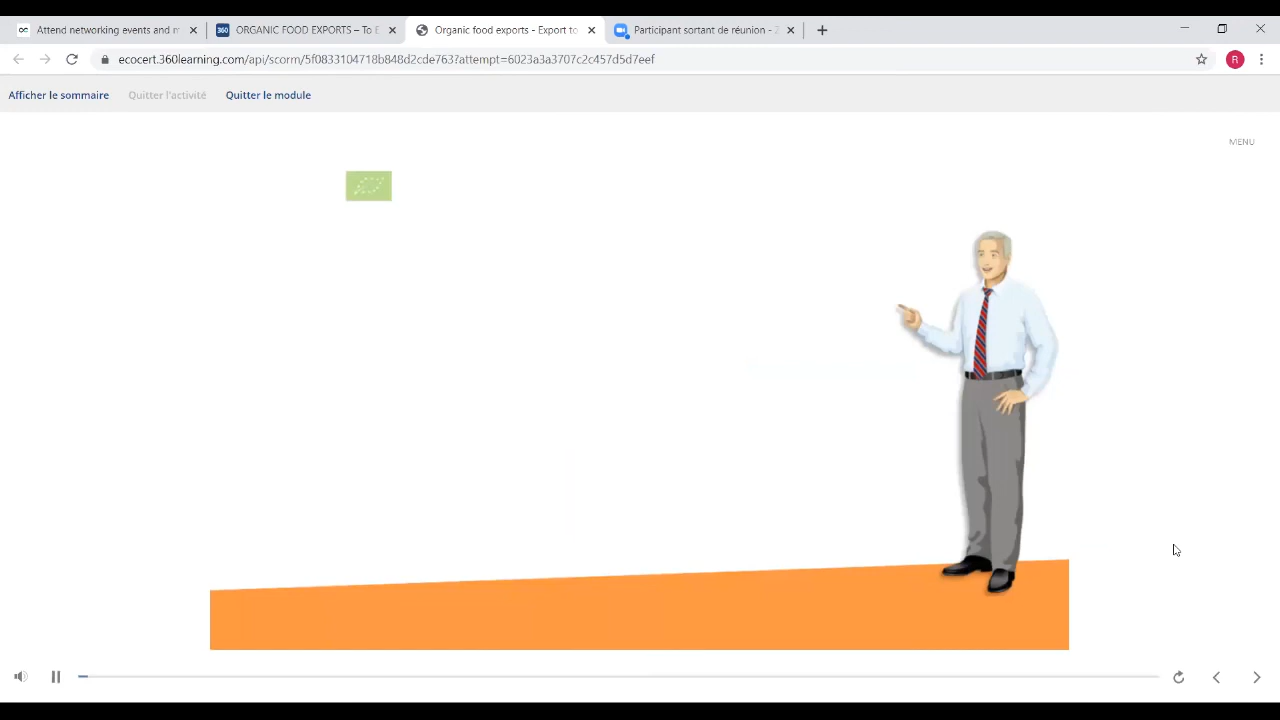 Attend networking events and m
ORGANIC FOOD EXPORTS – To E
Organic food exports - Export to
Participant sortant de réunion - Z
ecocert.360learning.com/api/scorm/5f0833104718b848d2cde763?attempt=6023a3a3707c2c457d5d7eef
R
Afficher le sommaire
Quitter l'activité
Quitter le module
MENU